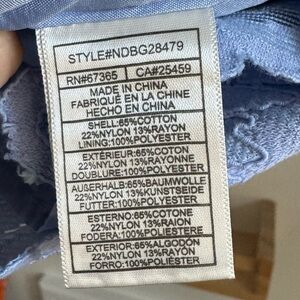 STYLE#NDBG28479
RN#67365 CA#25459
MADE IN CHINA
FABRIQUÉ EN LA CHINE
HECHO EN CHINA
SHELL:65%COTTON
22%NYLON 13%RAYON
LINING:100%POLYESTER
EXTÉRIEUR:65%COTON
22%NYLON 13%RAYONNE
DOUBLURE:100%POLYESTER
AUßERHALB:65%BAUMWOLLE
22%NYLON 13%KUNSTSEIDE
FUTTER:100%POLYESTER
ESTERNO:65%COTONE
22%NYLON 13%RAION
FODERA:100%POLIESTERE
EXTERIOR:65%ALGODÓN
22%NYLON 13%RAYON
FORRO:100%POLIÉSTER